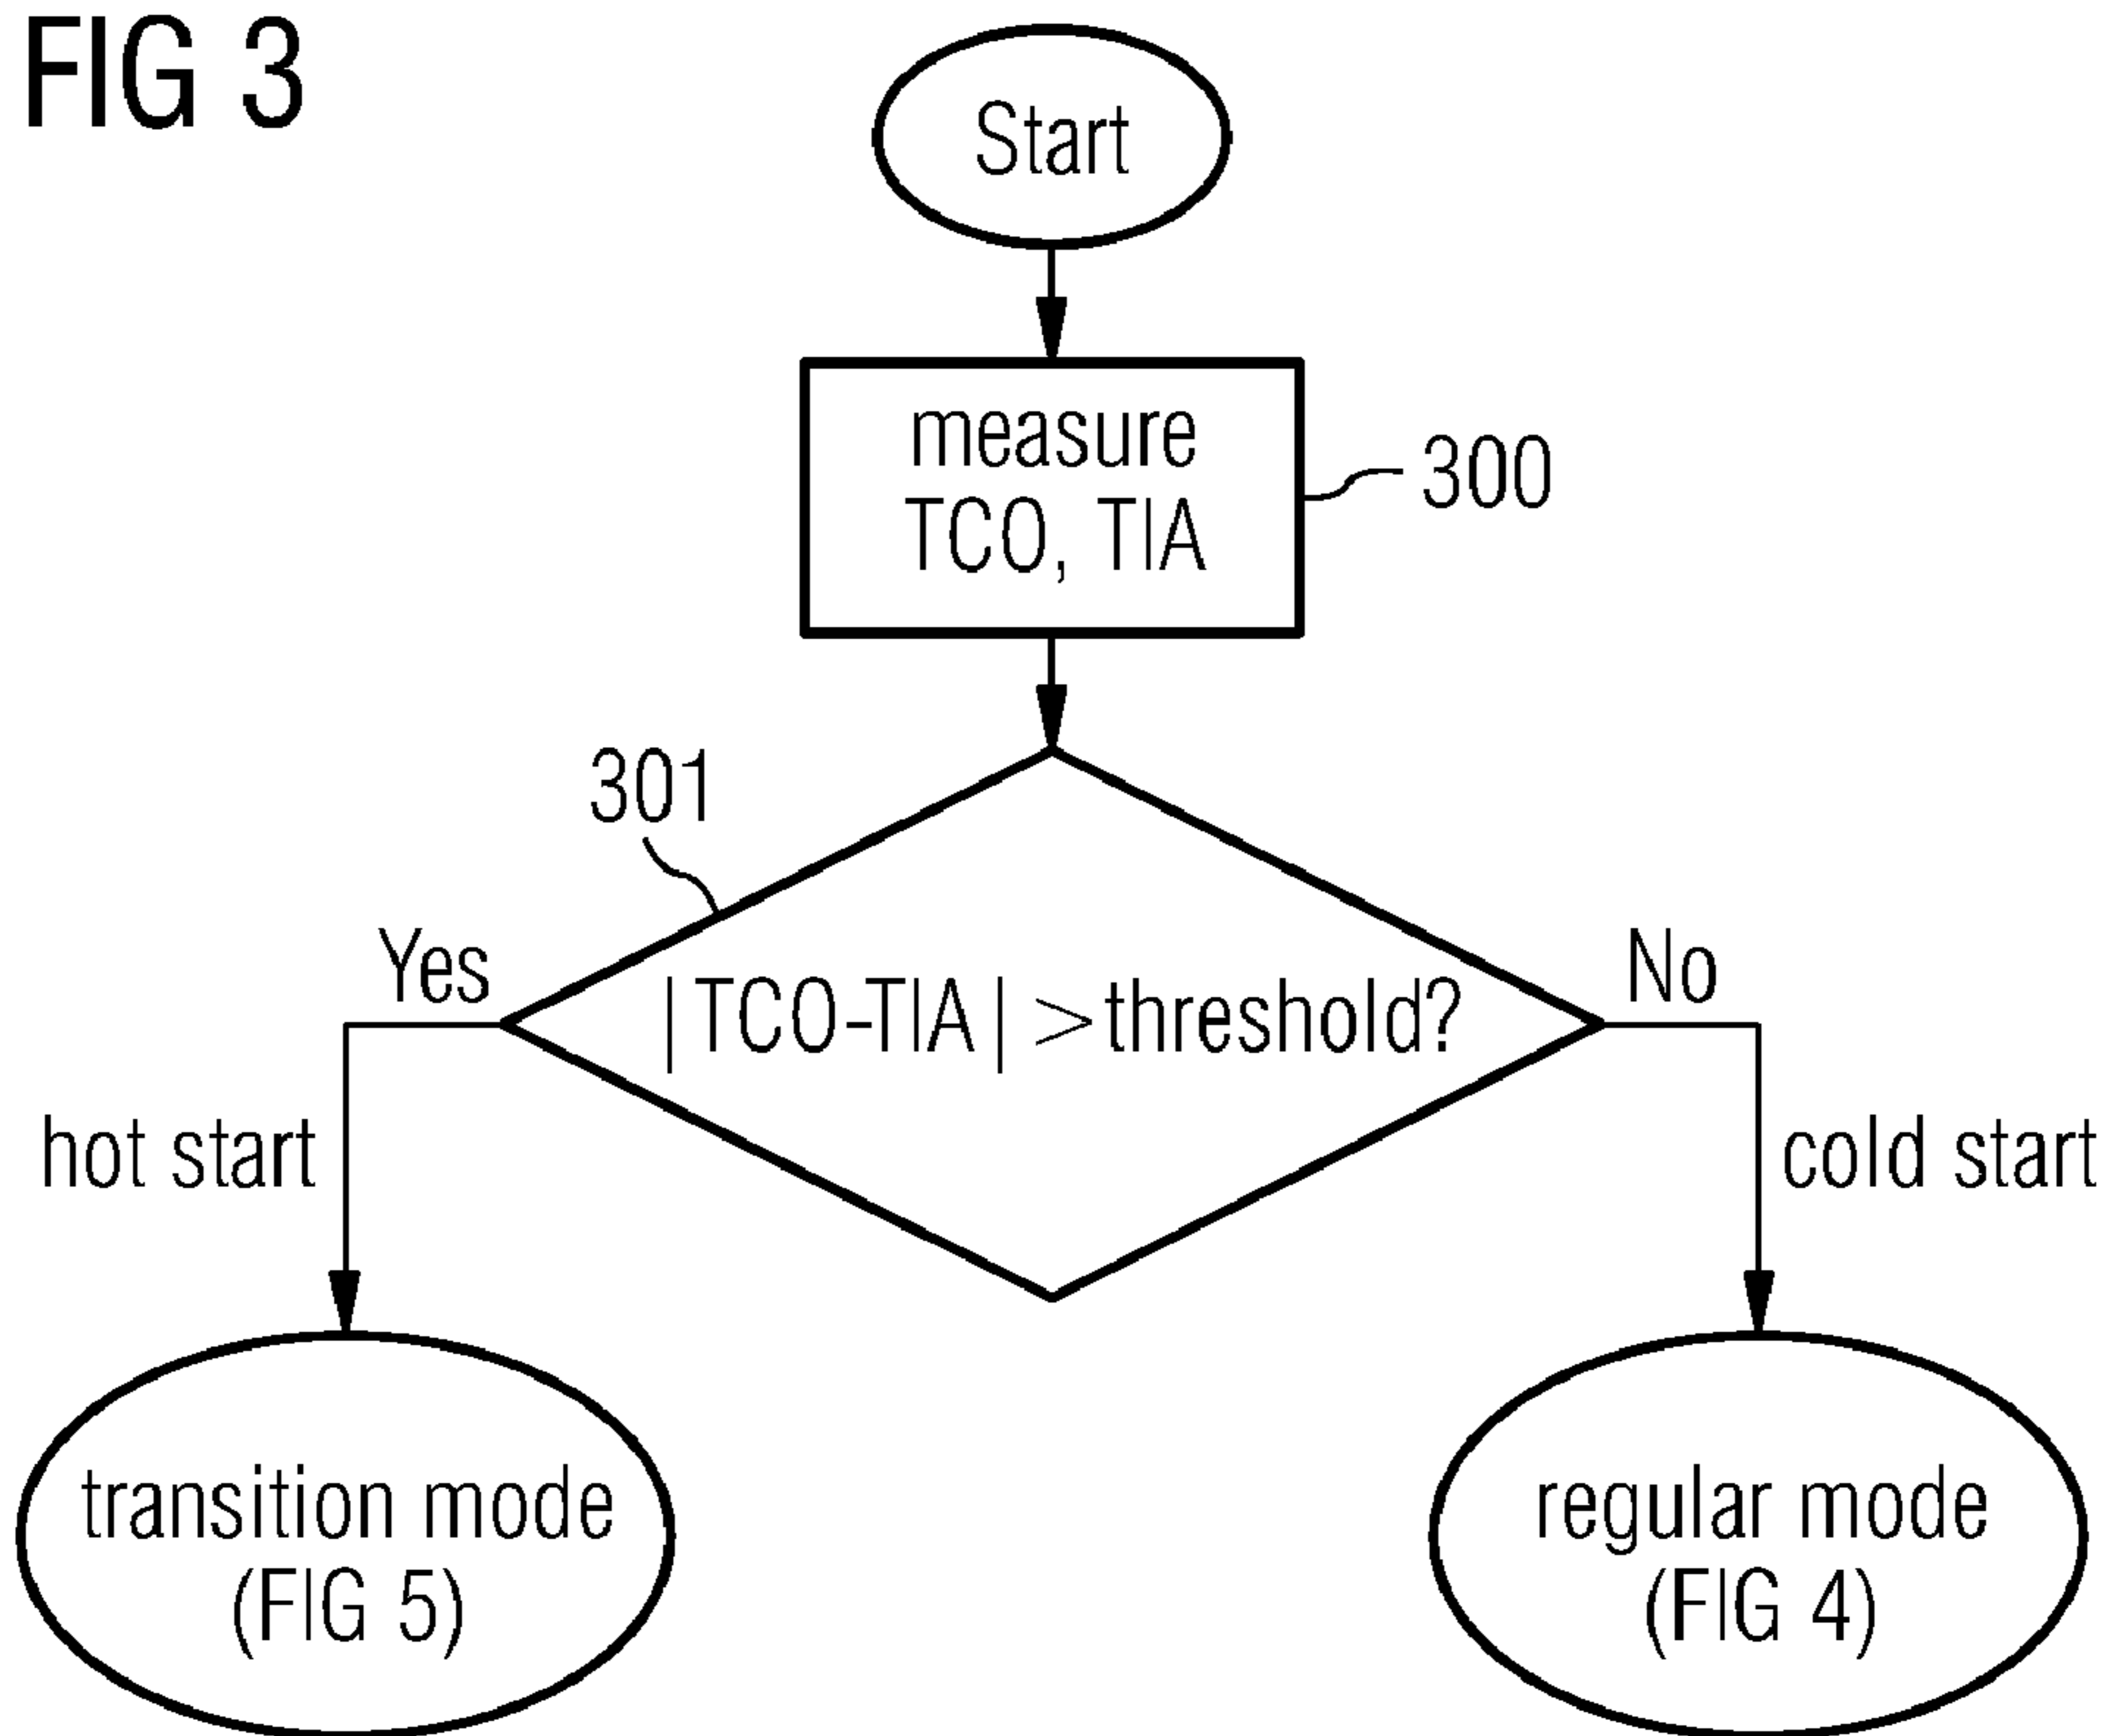 FIG 3
Start
measure
TCO, TIA
300
301
Yes
|TCO-TIA| >threshold?
No
hot start
cold start
transition mode
(FIG 5)
regular mode
(FIG 4)